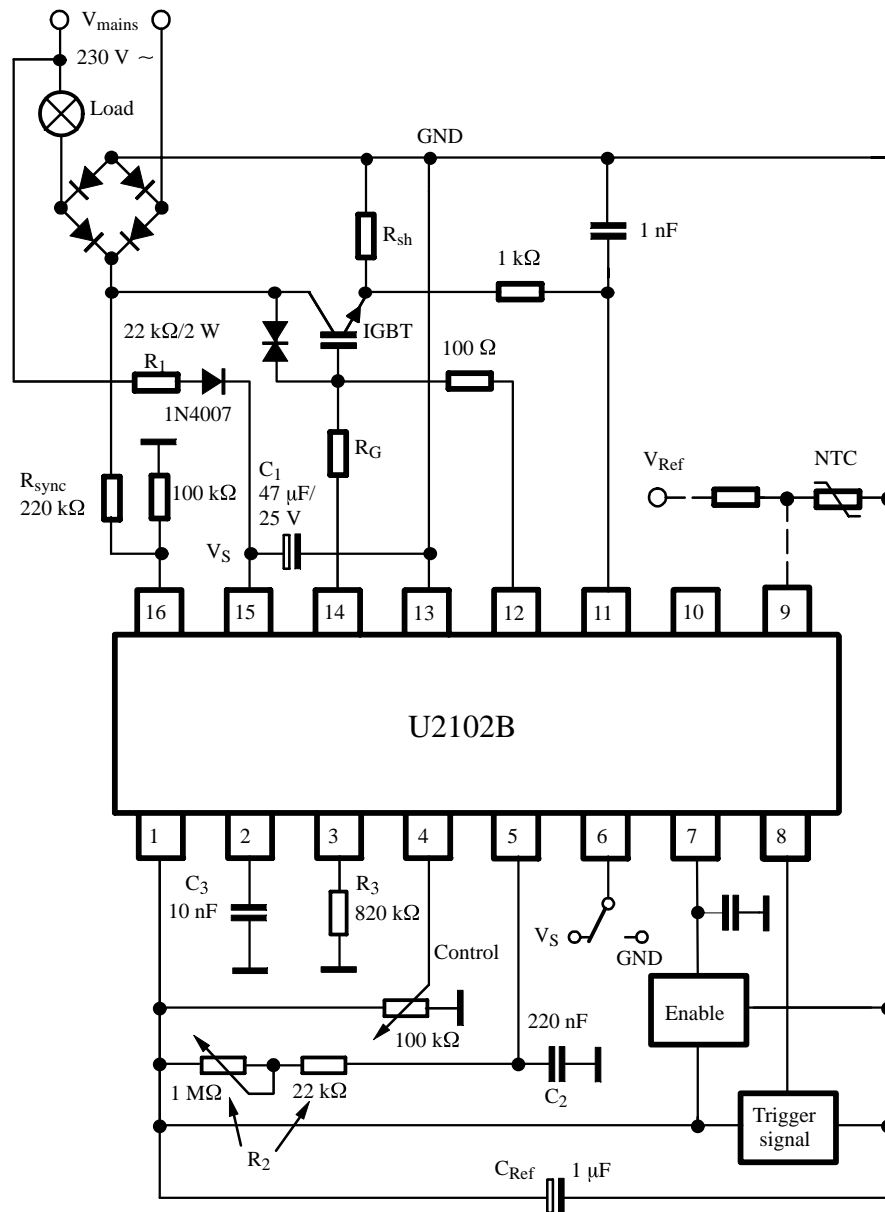 V_mains
230 V ~
Load
GND
R_sh
1 nF
1 kΩ
22 kΩ/2 W
IGBT
R_1
100 Ω
1N4007
R_G
V_Ref
NTC
C_1
R_sync
100 kΩ
47 μF/
220 kΩ
25 V
V_S
16 15 14 13 12 11 10 9
U2102B
1 2 3 4 5 6 7 8
C_3
R_3
10 nF
820 kΩ
V_S
GND
Control
Enable
220 nF
100 kΩ
1 MΩ
22 kΩ
C_2
Trigger
signal
R_2
C_Ref
1 μF